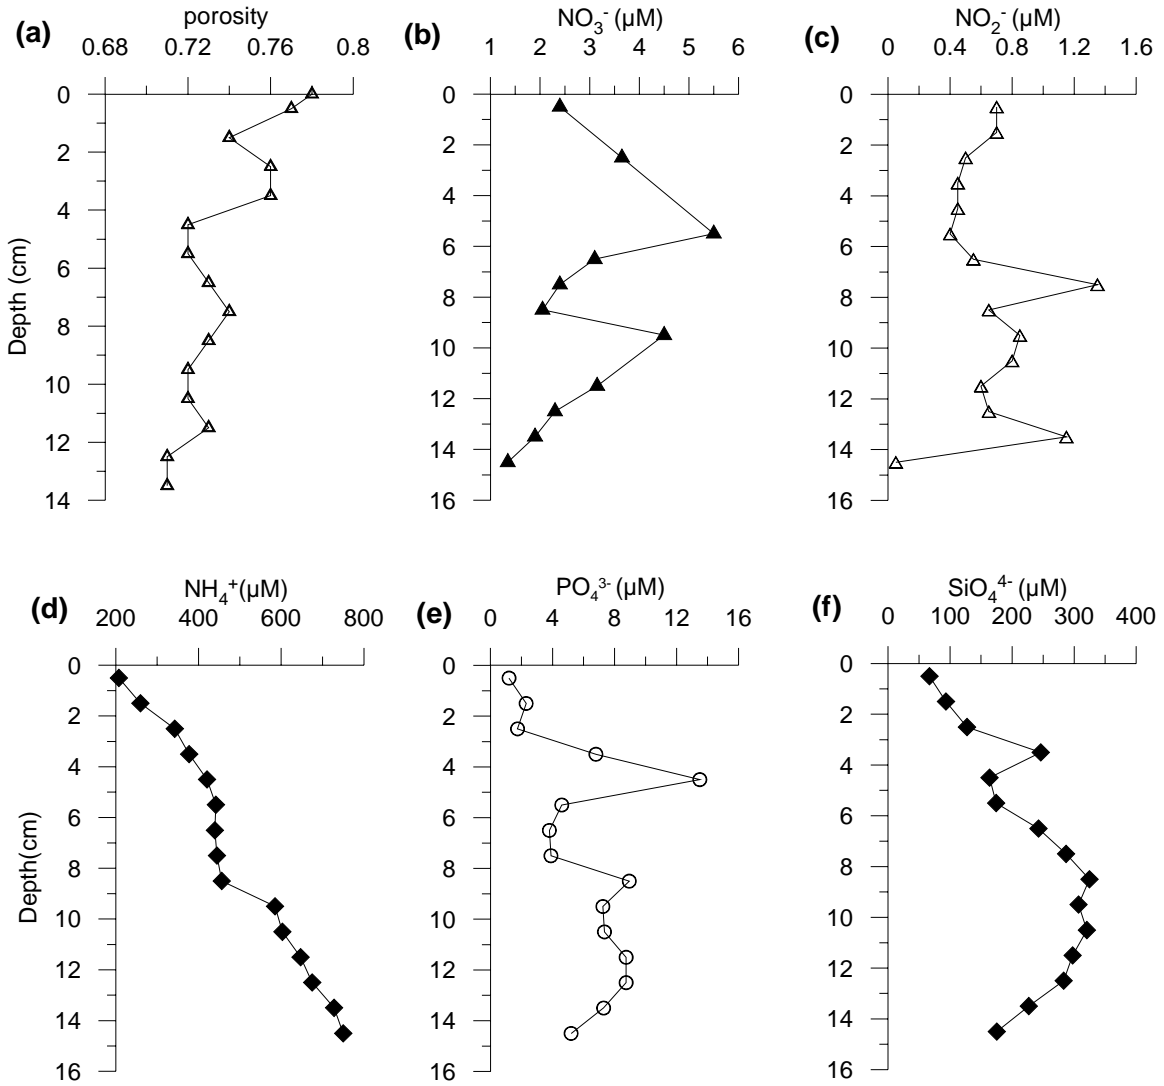 (a)
porosity
0.68 0.72 0.76 0.8
0
2
4
6
8
10
12
14
Depth (cm)
(b)
NO₃⁻ (µM)
1 2 3 4 5 6
0
2
4
6
8
10
12
14
16
(c)
NO₂⁻ (µM)
0 0.4 0.8 1.2 1.6
0
2
4
6
8
10
12
14
16
(d)
NH₄⁺(µM)
200 400 600 800
0
2
4
6
8
10
12
14
16
Depth(cm)
(e)
PO₄³⁻ (µM)
0 4 8 12 16
0
2
4
6
8
10
12
14
16
(f)
SiO₄⁴⁻ (µM)
0 100 200 300 400
0
2
4
6
8
10
12
14
16